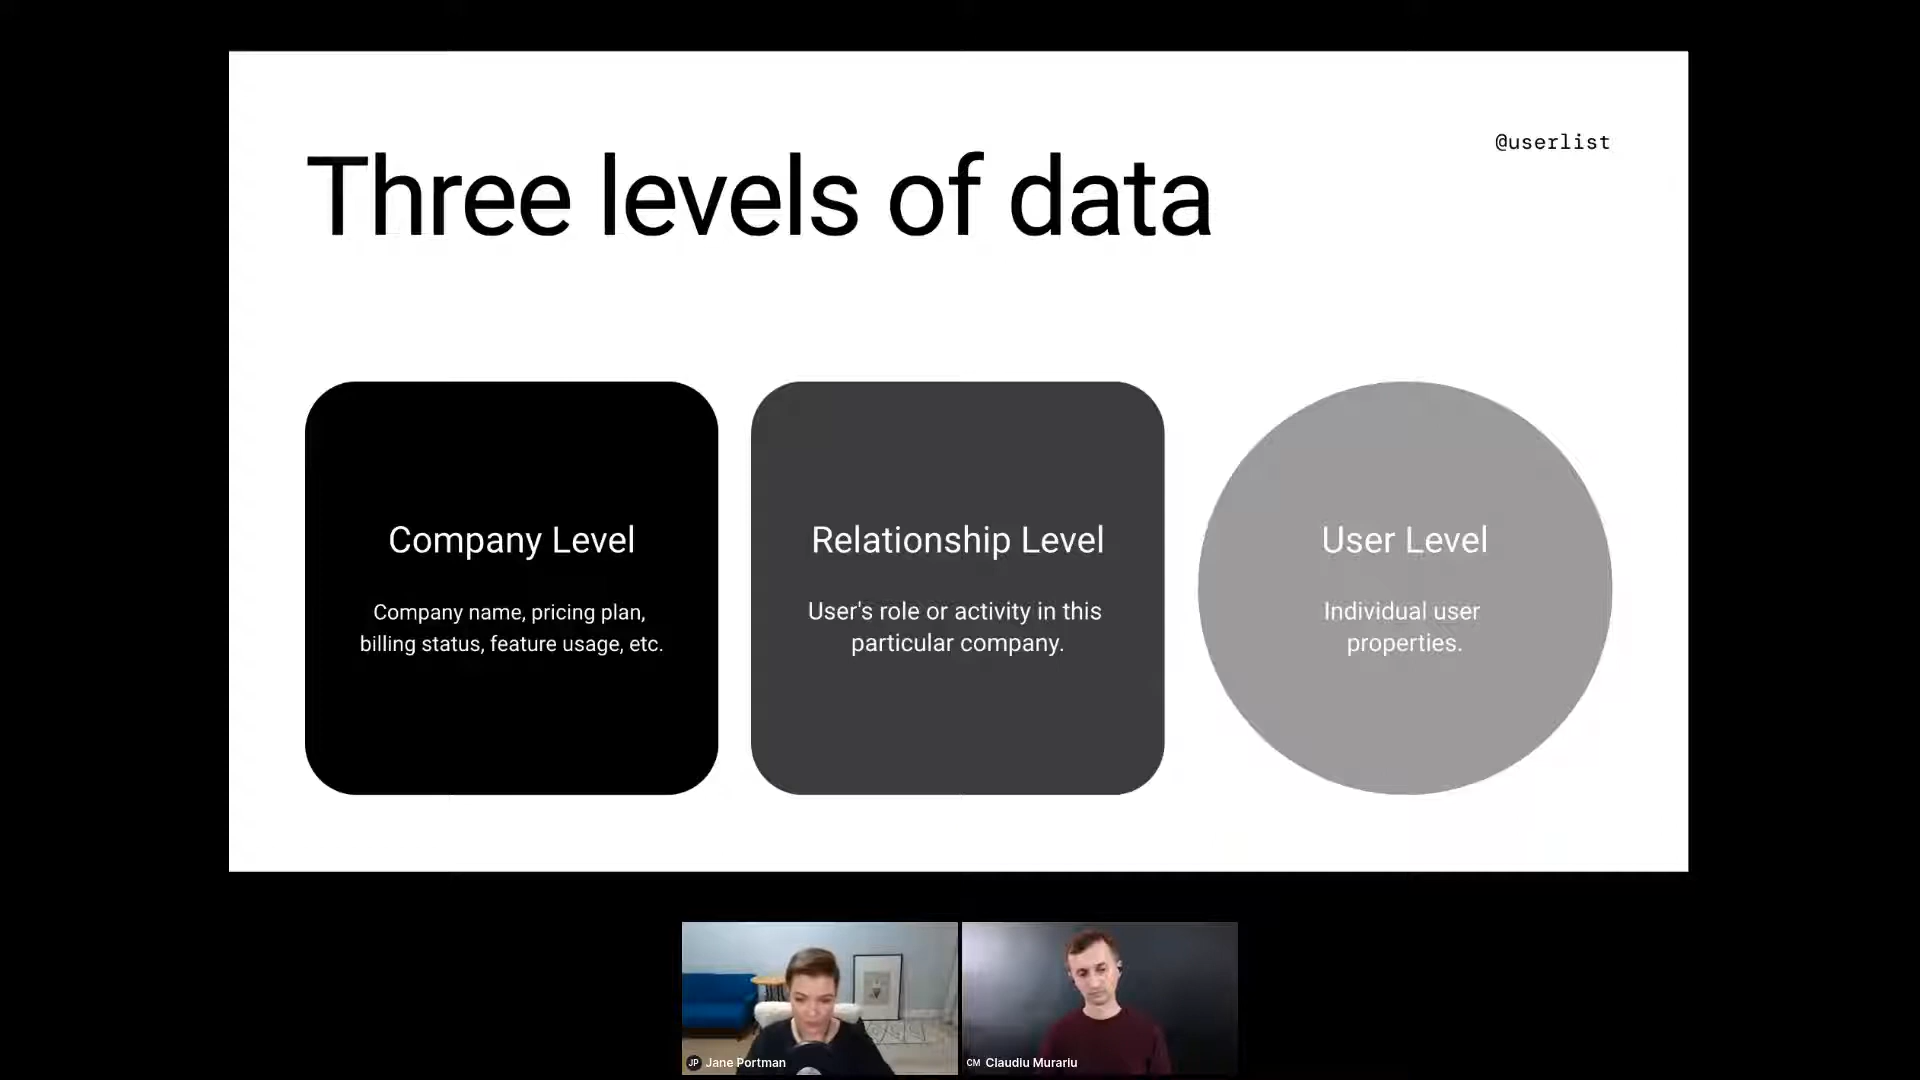 @userlist
Three levels of data
Company Level
Company name, pricing plan,
billing status, feature usage, etc.
Relationship Level
User's role or activity in this
particular company.
User Level
Individual user
properties.
JP Jane Portman
CM Claudiu Murariu